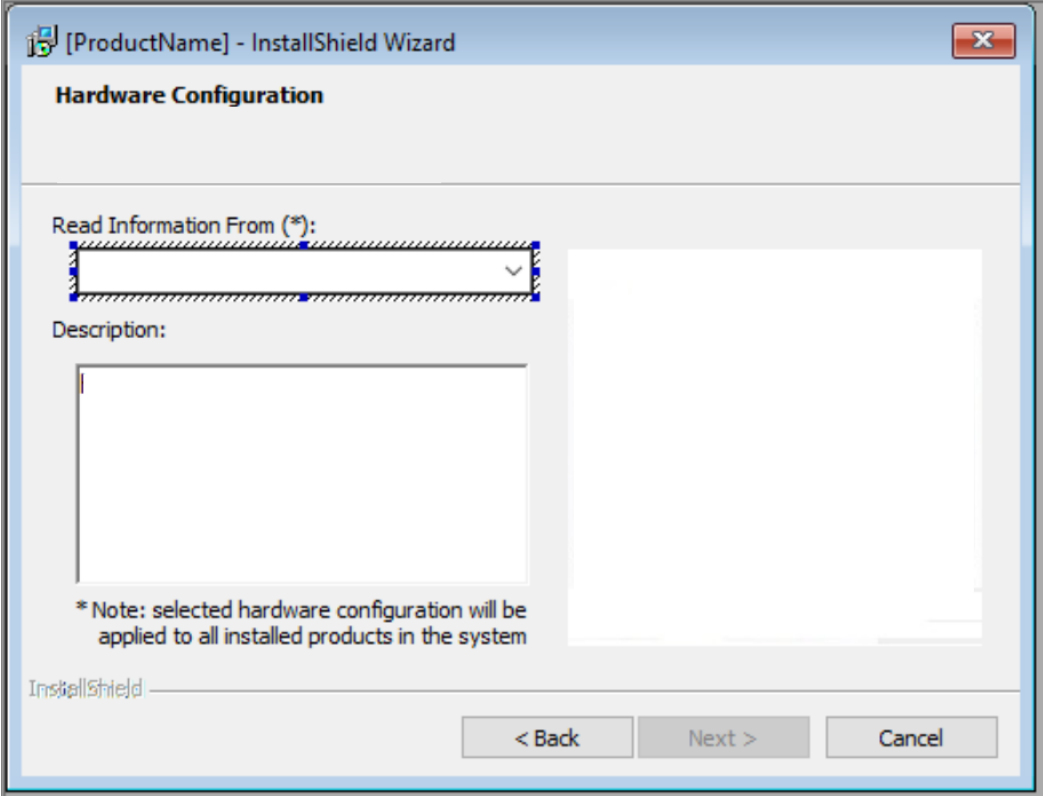 [ProductName] - InstallShield Wizard
Hardware Configuration
Read Information From (*):
Description:
* Note: selected hardware configuration will be
applied to all installed products in the system
InstallShield
< Back
Next >
Cancel